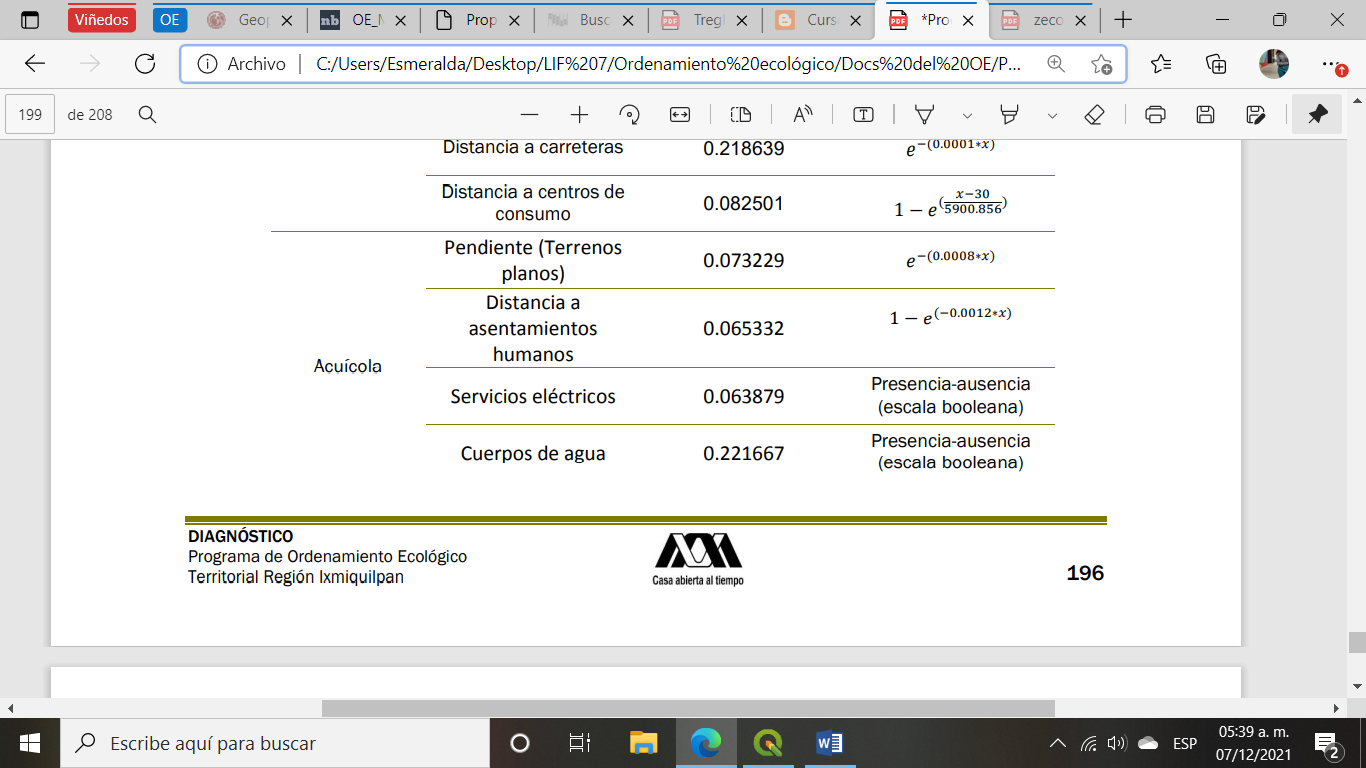 Viñedos
OE
Geo
OE_
Prop
Busc
Treg
Curs
*Pro
zeco
Archivo
C:/Users/Esmeralda/Desktop/LIF%207/Ordenamiento%20ecológico/Docs%20del%20OE/P...
199
de 208
Distancia a carreteras 0.218639 e^{-(0.0001*x)}
Distancia a centros de
consumo
0.082501
1 − e^{(\frac{x-30}{5900.856})}
Pendiente (Terrenos
planos)
0.073229
e^{-(0.0008*x)}
Acuícola
Distancia a
asentamientos
humanos
0.065332
1 − e^{(-0.0012*x)}
Servicios eléctricos
0.063879
Presencia-ausencia
(escala booleana)
Cuerpos de agua
0.221667
Presencia-ausencia
(escala booleana)
DIAGNÓSTICO
Programa de Ordenamiento Ecológico
Territorial Región Ixmiquilpan
Casa abierta al tiempo
196
Escribe aquí para buscar
ESP
05:39 a. m.
07/12/2021
2